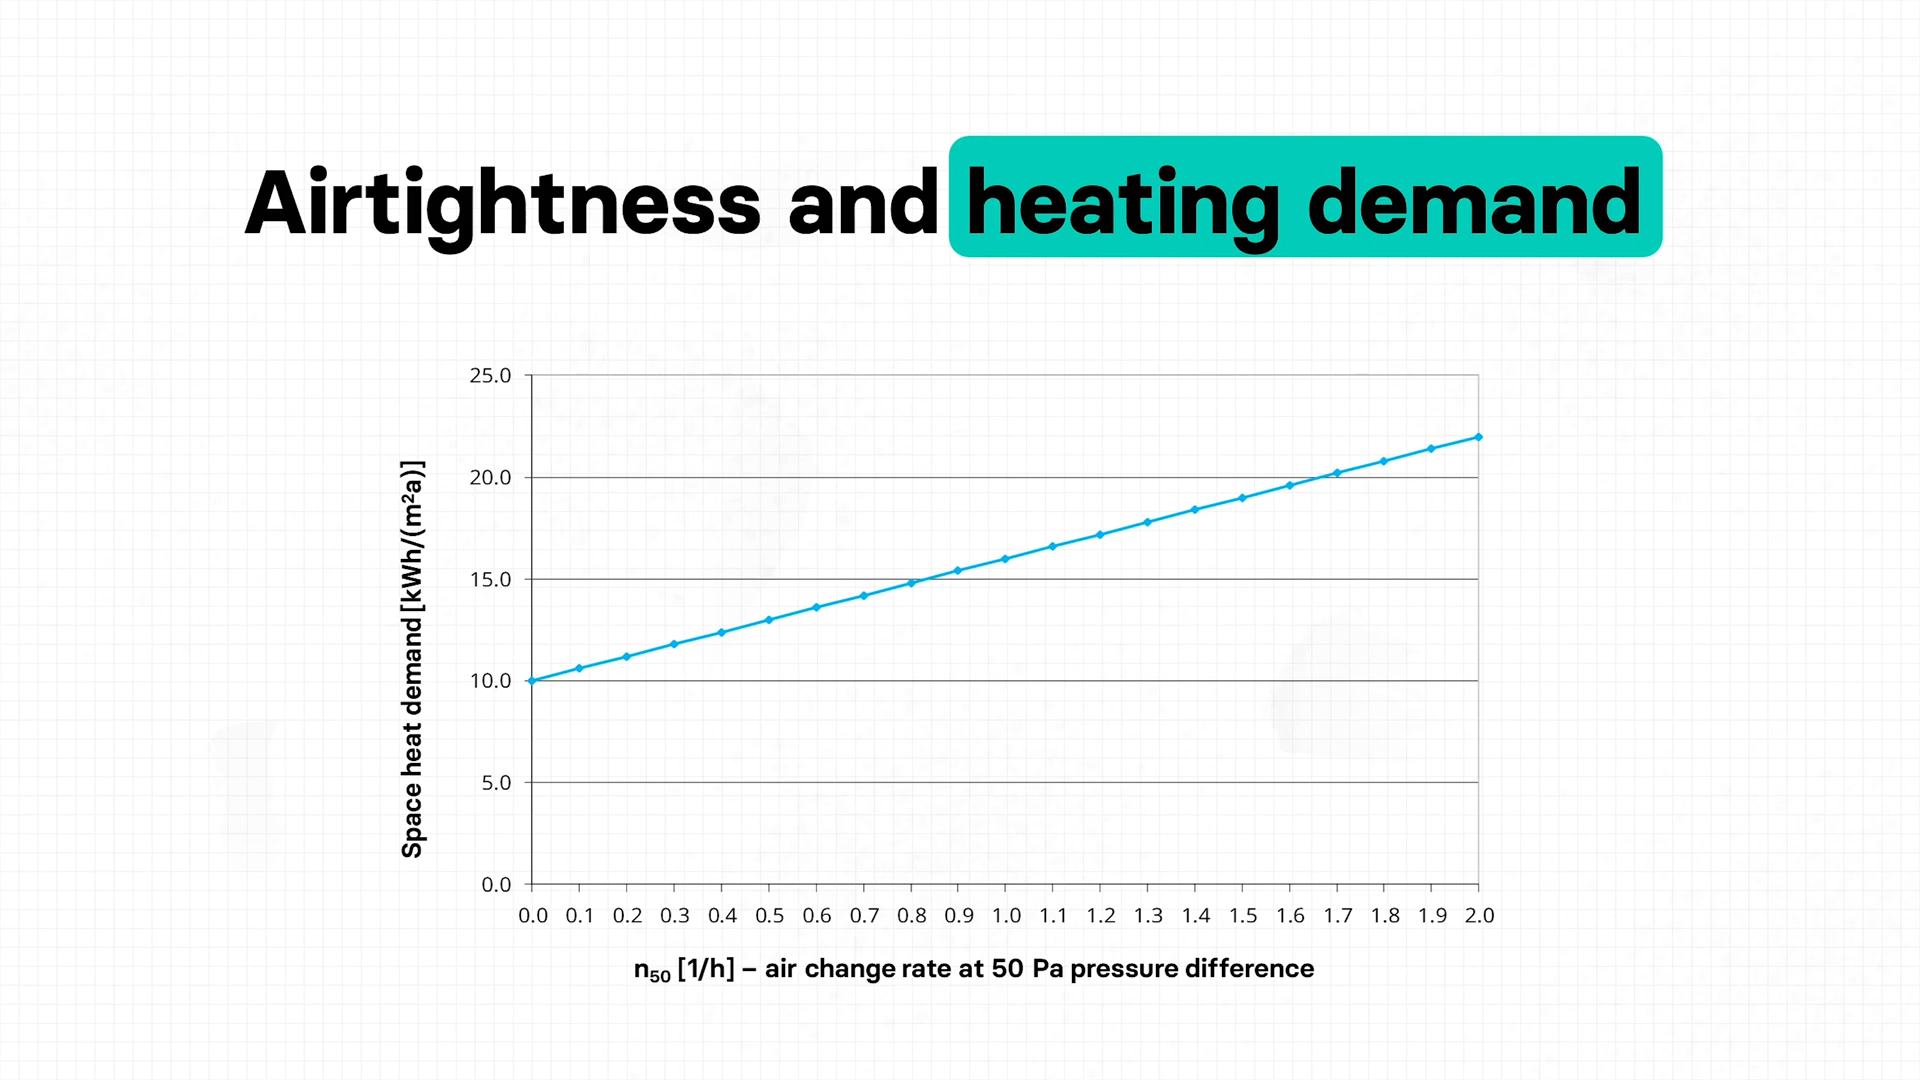 Airtightness and heating demand
25.0
20.0
15.0
10.0
5.0
0.0
Space heat demand [kWh/(m²a)]
0.0 0.1 0.2 0.3 0.4 0.5 0.6 0.7 0.8 0.9 1.0 1.1 1.2 1.3 1.4 1.5 1.6 1.7 1.8 1.9 2.0
n₅₀ [1/h] – air change rate at 50 Pa pressure difference